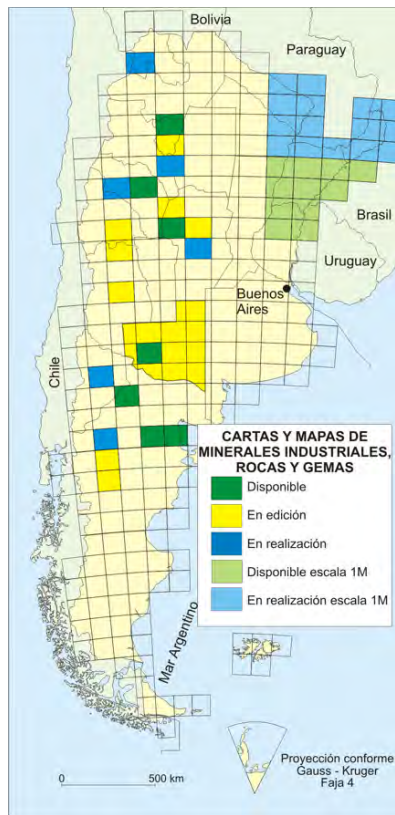 Bolivia
Paraguay
Brasil
Uruguay
Buenos
Aires
Chile
CARTAS Y MAPAS DE
MINERALES INDUSTRIALES,
ROCAS Y GEMAS
Disponible
En edición
En realización
Disponible escala 1M
En realización escala 1M
Mar Argentino
Proyección conforme
Gauss - Kruger
Faja 4
0 500 km